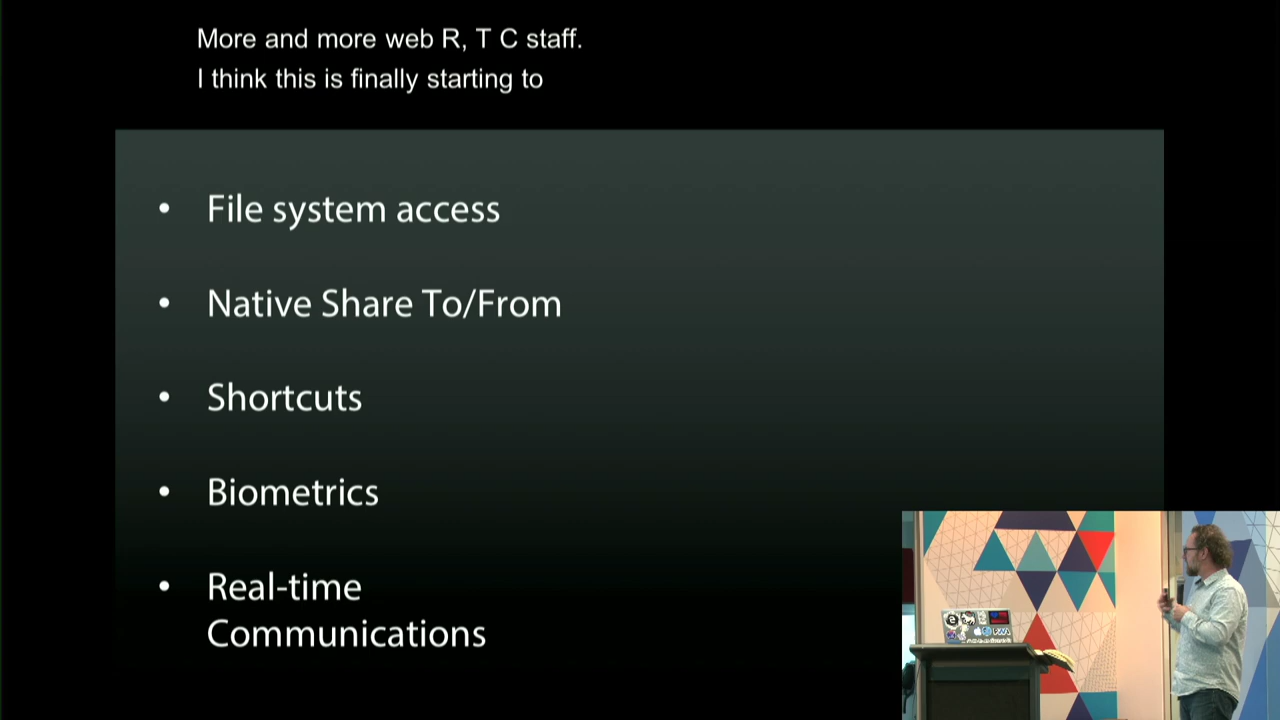 More and more web R, T C staff.
I think this is finally starting to
• File system access
• Native Share To/From
• Shortcuts
• Biometrics
• Real-time
Communications
PWA